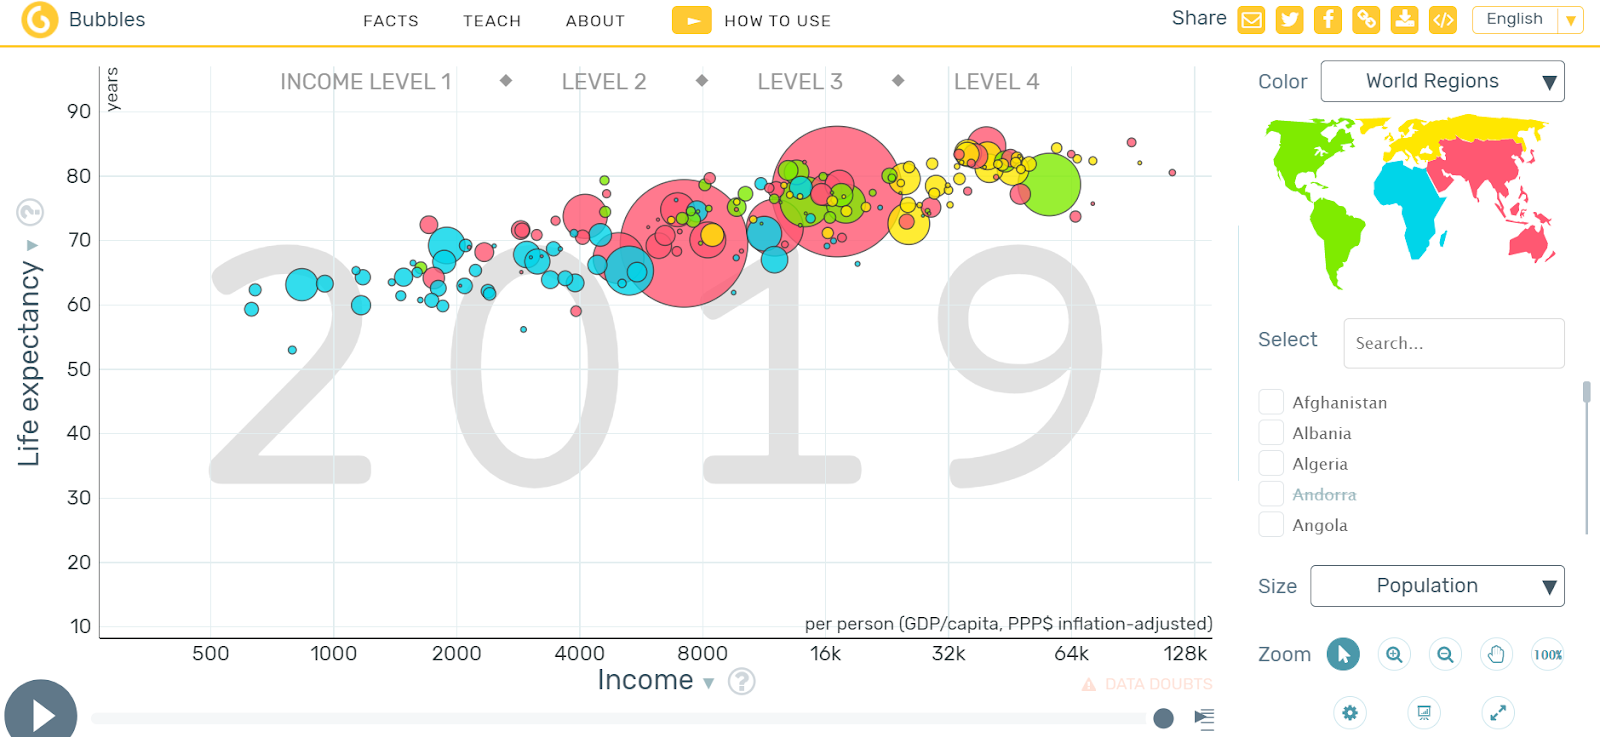 Bubbles
FACTS TEACH ABOUT HOW TO USE
Share
English
years
INCOME LEVEL 1 LEVEL 2 LEVEL 3 LEVEL 4
90
80
70
60
50
40
30
20
10
Life expectancy
?
2019
per person (GDP/capita, PPP$ inflation-adjusted)
500 1000 2000 4000 8000 16k 32k 64k 128k
Income ?
DATA DOUBTS
Color World Regions
Select Search...
Afghanistan
Albania
Algeria
Andorra
Angola
Size Population
Zoom 100%